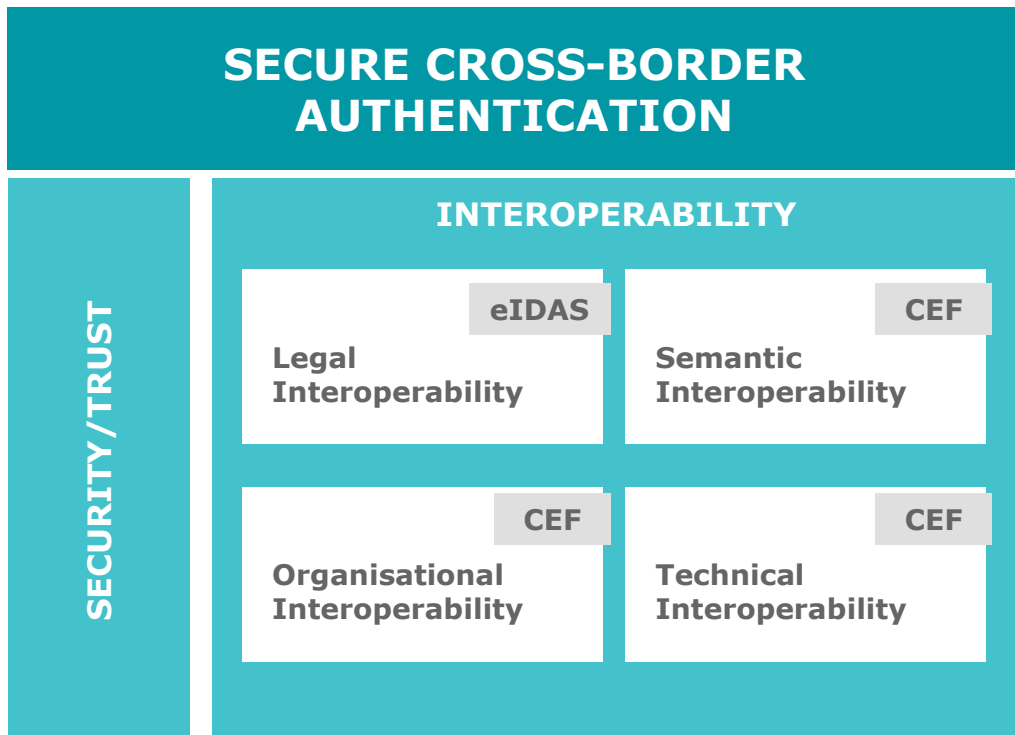 SECURE CROSS-BORDER
AUTHENTICATION
SECURITY/TRUST
INTEROPERABILITY
eIDAS
Legal
Interoperability
CEF
Semantic
Interoperability
CEF
Organisational
Interoperability
CEF
Technical
Interoperability